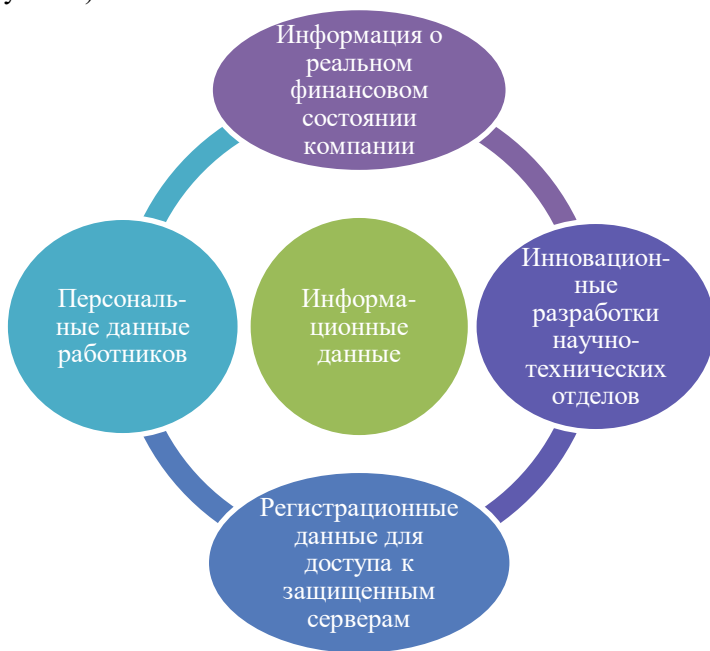 Информация о
реальном
финансовом
состоянии
компании
Персональ-
ные данные
работников
Информа-
ционные
данные
Инновацион-
ные
разработки
научно-
технических
отделов
Регистрационные
данные для
доступа к
защищенным
серверам